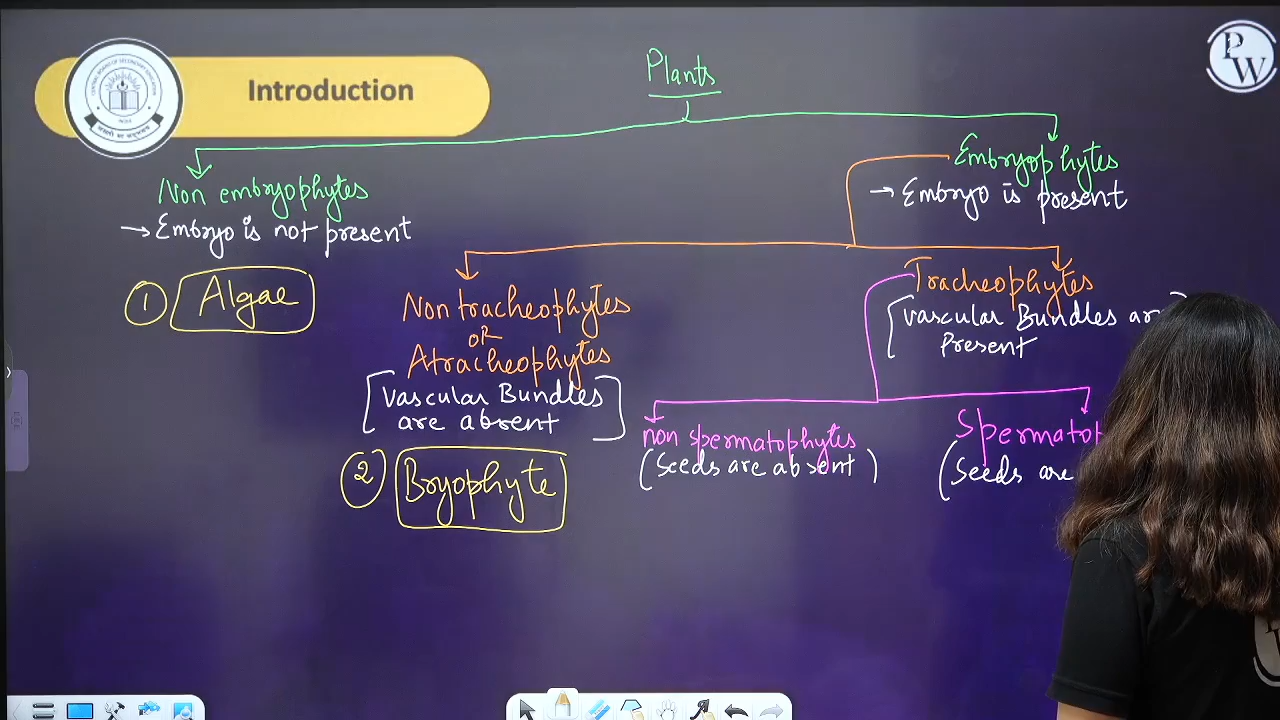 Introduction
PW
Plants
Non embryophytes
→ Embryo is not present
① Algae
Embryophytes
→ Embryo is present
Non tracheophytes
or
Atracheophytes
[Vascular Bundles
are absent]
② Bryophyte
Tracheophytes
[Vascular Bundles are
Present
non spermatophytes
(Seeds are absent)
Spermatop
(Seeds are